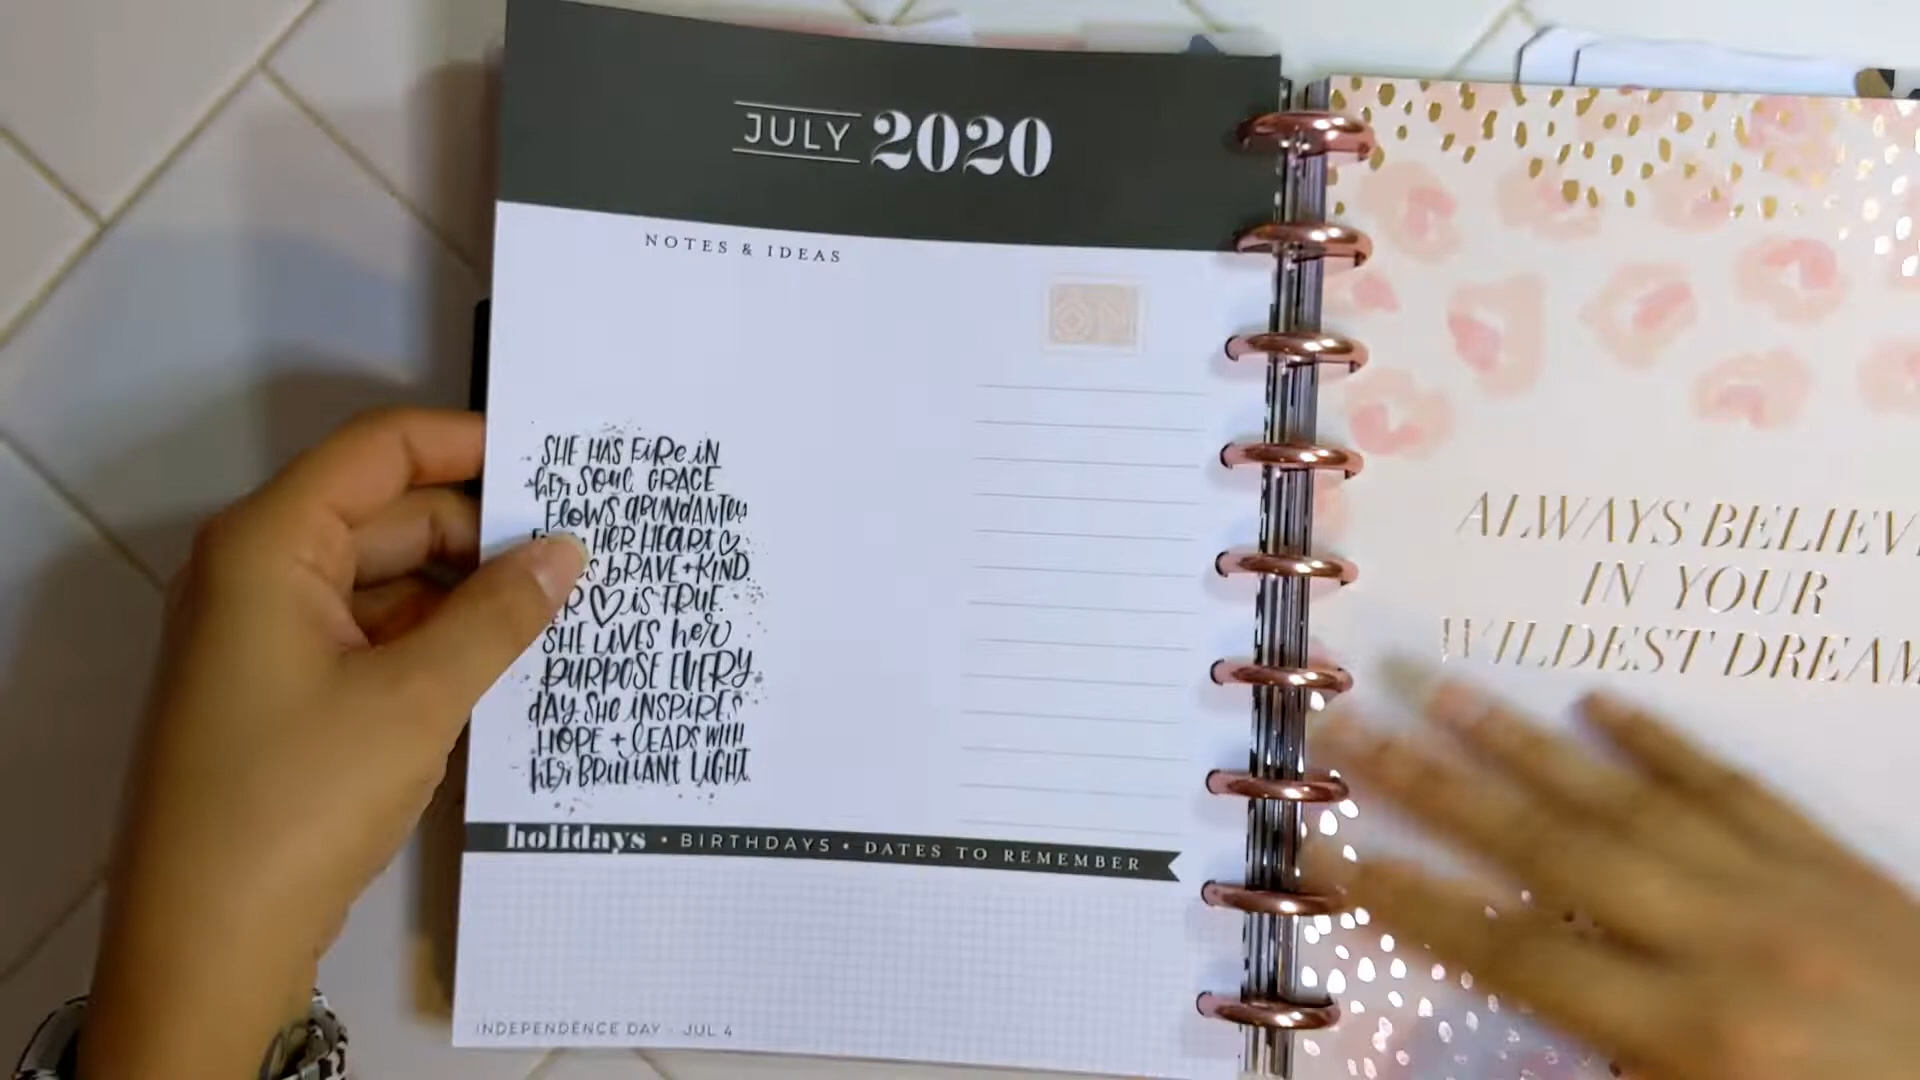 JULY 2020
NOTES & IDEAS
SHE HAS FIRE IN
her SOUL GRACE
Flows ABUNDANTLY
HER HEART
BRAVE + KIND.
IS TRUE.
SHE LIVES her
PURPOSE EVERY
dAY. SHE INSPIRES
HOPE + LEADS WITH
her BRILLIANT LIGHT.
holidays • BIRTHDAYS • DATES TO REMEMBER
INDEPENDENCE DAY - JUL 4
ALWAYS
IN YOUR
WILDEST